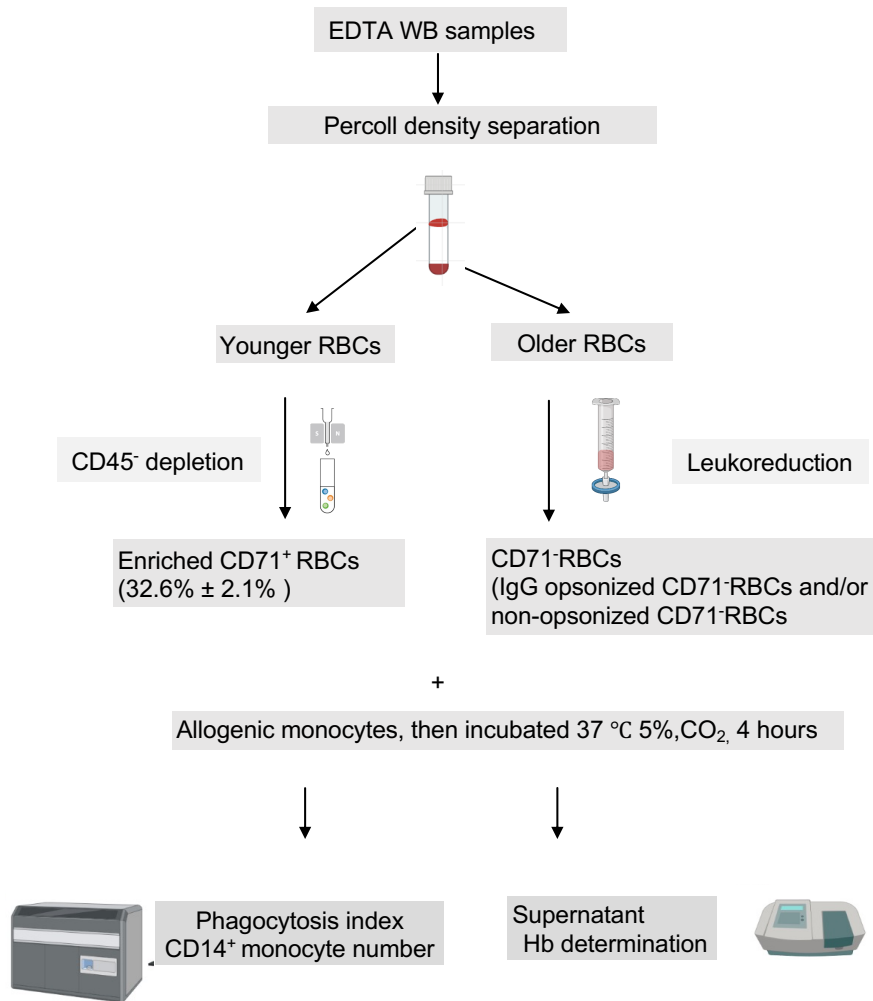 EDTA WB samples
Percoll density separation
Younger RBCs
Older RBCs
CD45⁻ depletion
S N
Leukoreduction
Enriched CD71⁺ RBCs
(32.6% ± 2.1% )
CD71⁻RBCs
(IgG opsonized CD71⁻RBCs and/or
non-opsonized CD71⁻RBCs
+
Allogenic monocytes, then incubated 37 ℃ 5%,CO₂, 4 hours
Phagocytosis index
CD14⁺ monocyte number
Supernatant
Hb determination